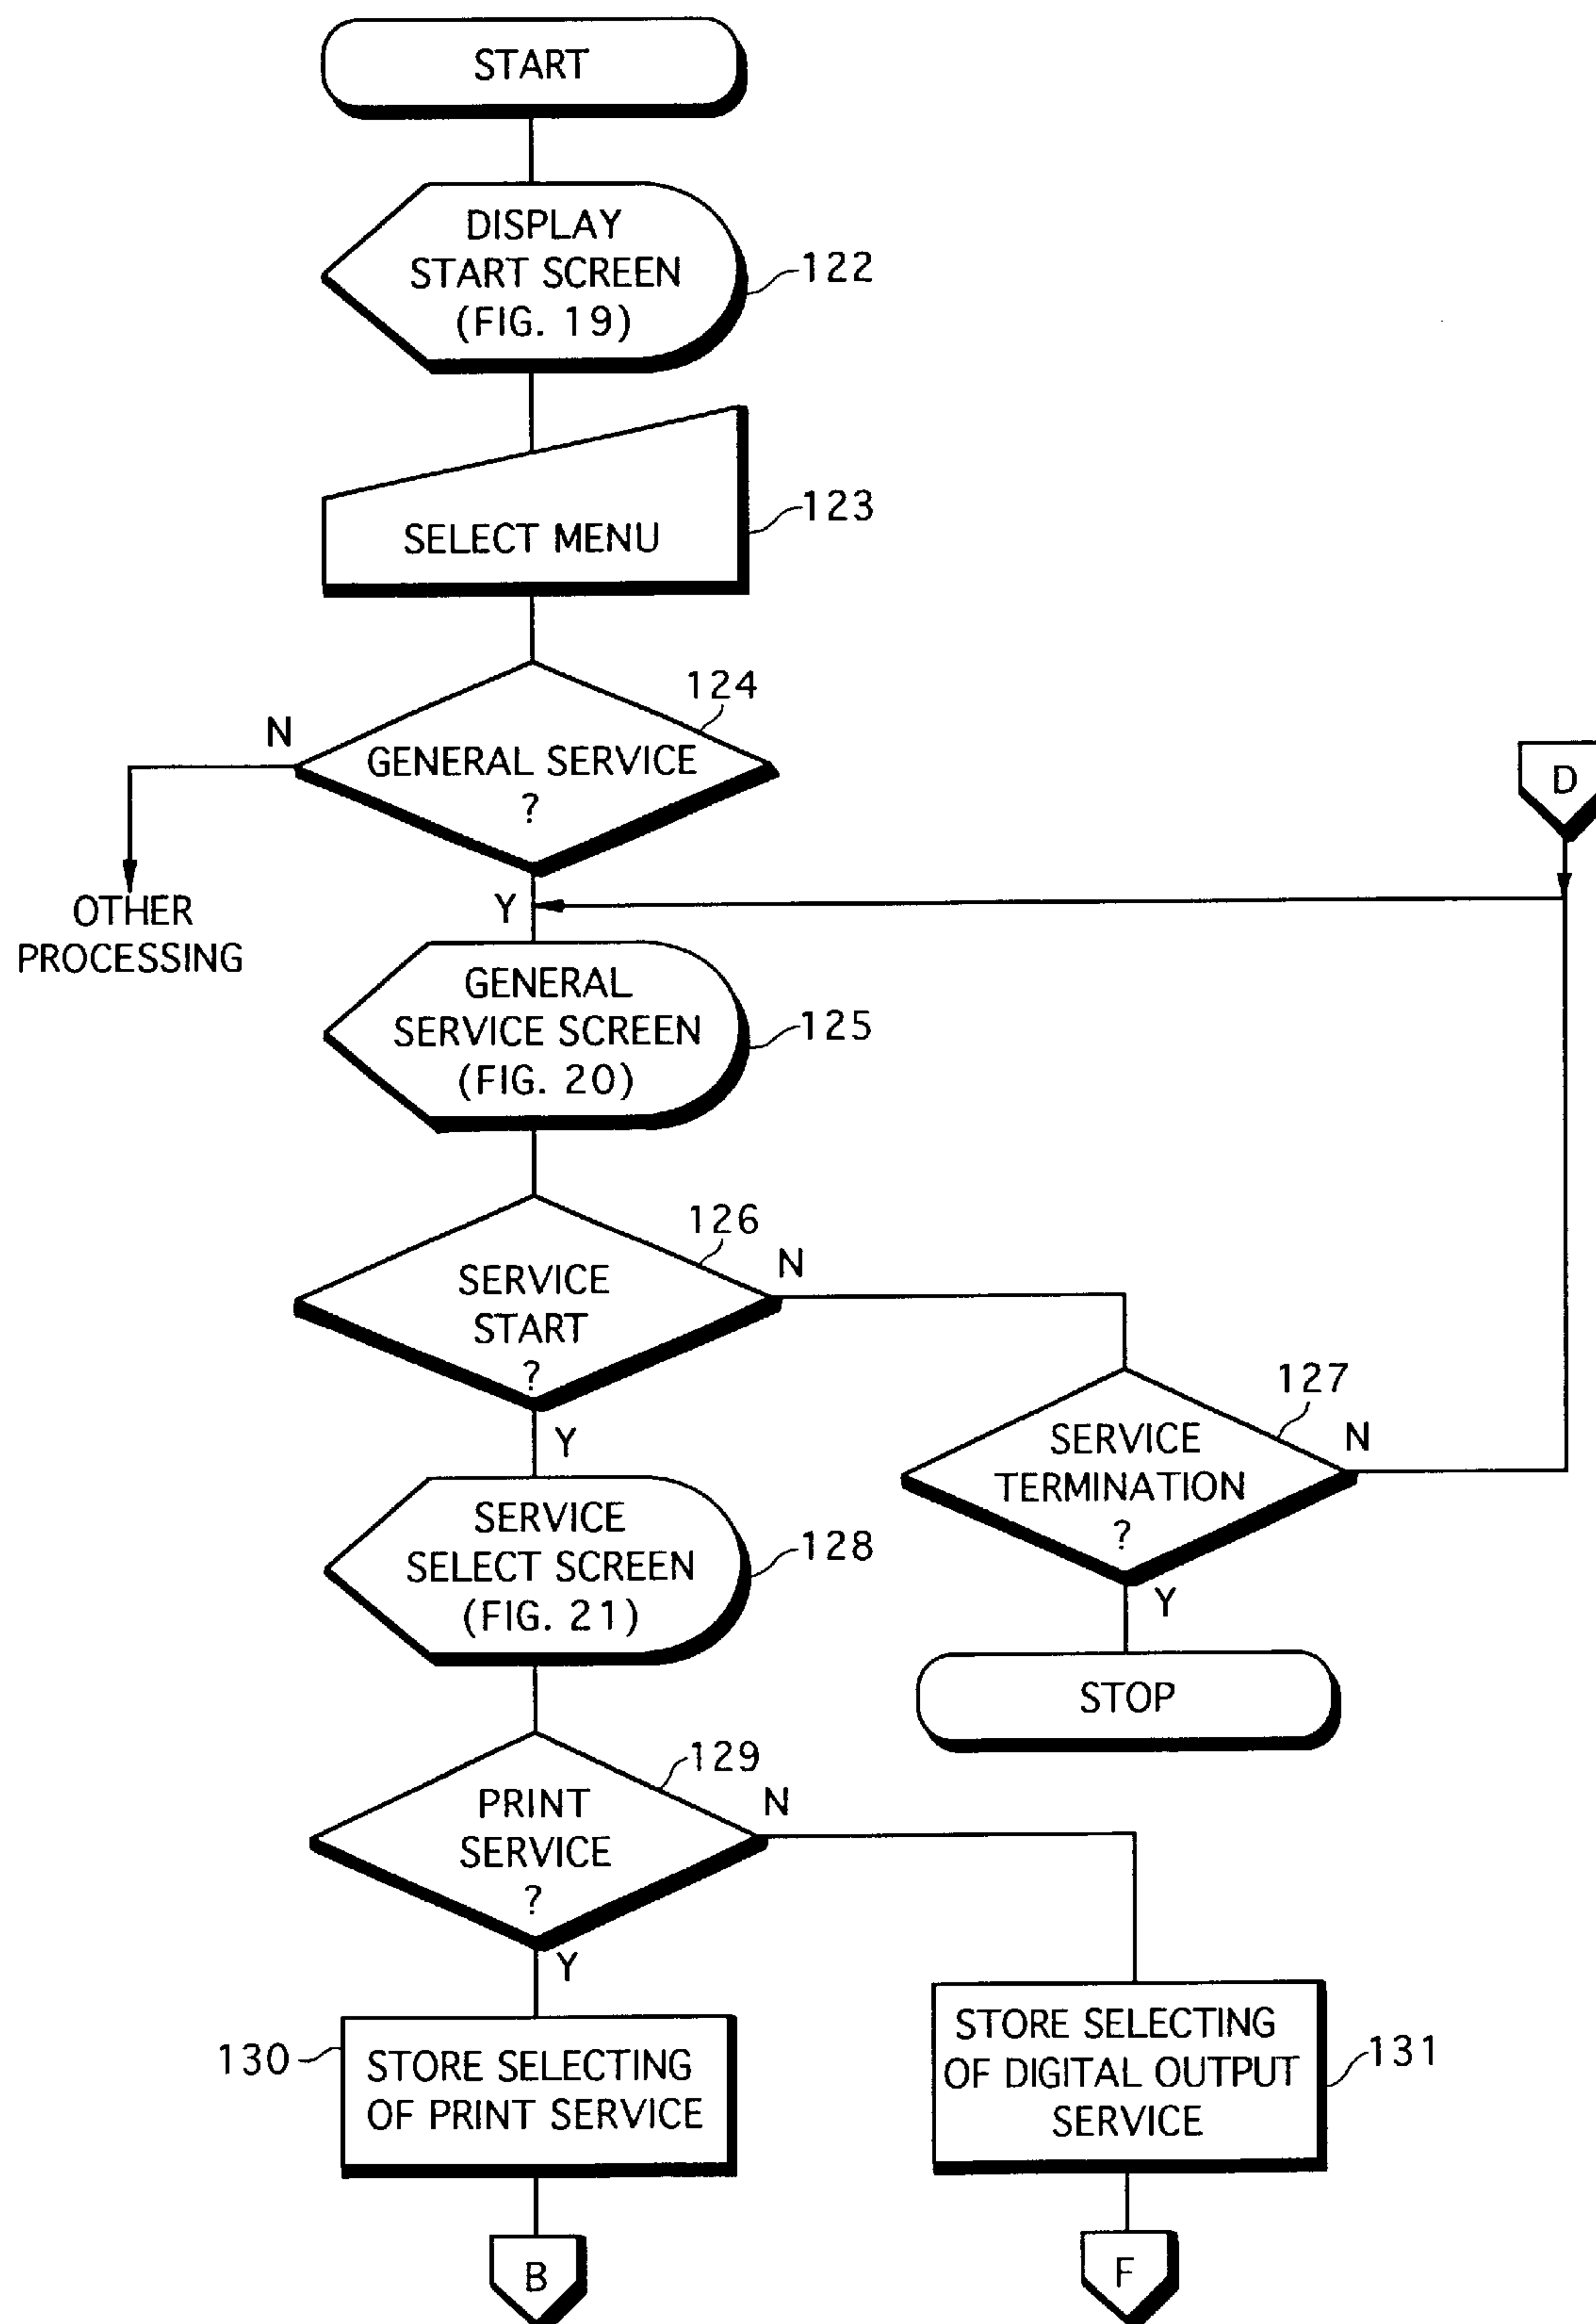 START
DISPLAY
START SCREEN
(FIG. 19)
122
SELECT MENU
123
124
N
GENERAL SERVICE
?
D
OTHER
PROCESSING
Y
GENERAL
SERVICE SCREEN
(FIG. 20)
125
126
N
SERVICE
START
?
Y
127
N
SERVICE
TERMINATION
?
Y
STOP
SERVICE
SELECT SCREEN
(FIG. 21)
128
129
N
PRINT
SERVICE
?
Y
130
STORE SELECTING
OF PRINT SERVICE
STORE SELECTING
OF DIGITAL OUTPUT
SERVICE
131
B
F